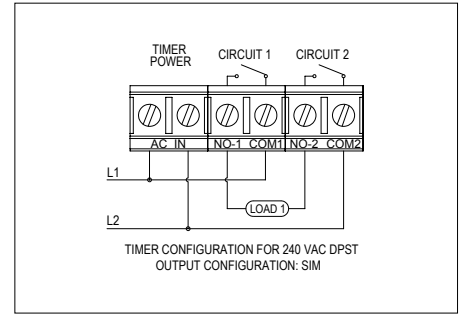 TIMER
POWER
CIRCUIT 1
CIRCUIT 2
AC IN
NO-1
COM1
NO-2
COM2
L1
LOAD 1
L2
TIMER CONFIGURATION FOR 240 VAC DPST
OUTPUT CONFIGURATION: SIM